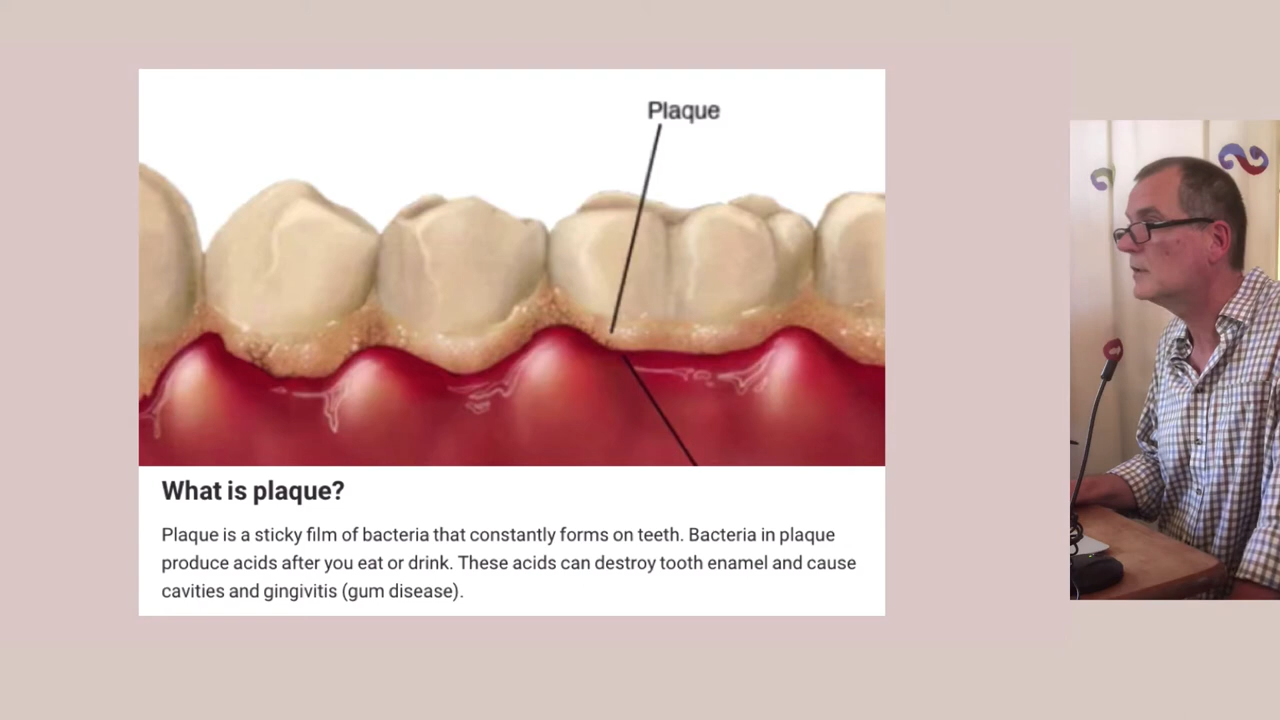 Plaque
What is plaque?
Plaque is a sticky film of bacteria that constantly forms on teeth. Bacteria in plaque
produce acids after you eat or drink. These acids can destroy tooth enamel and cause
cavities and gingivitis (gum disease).